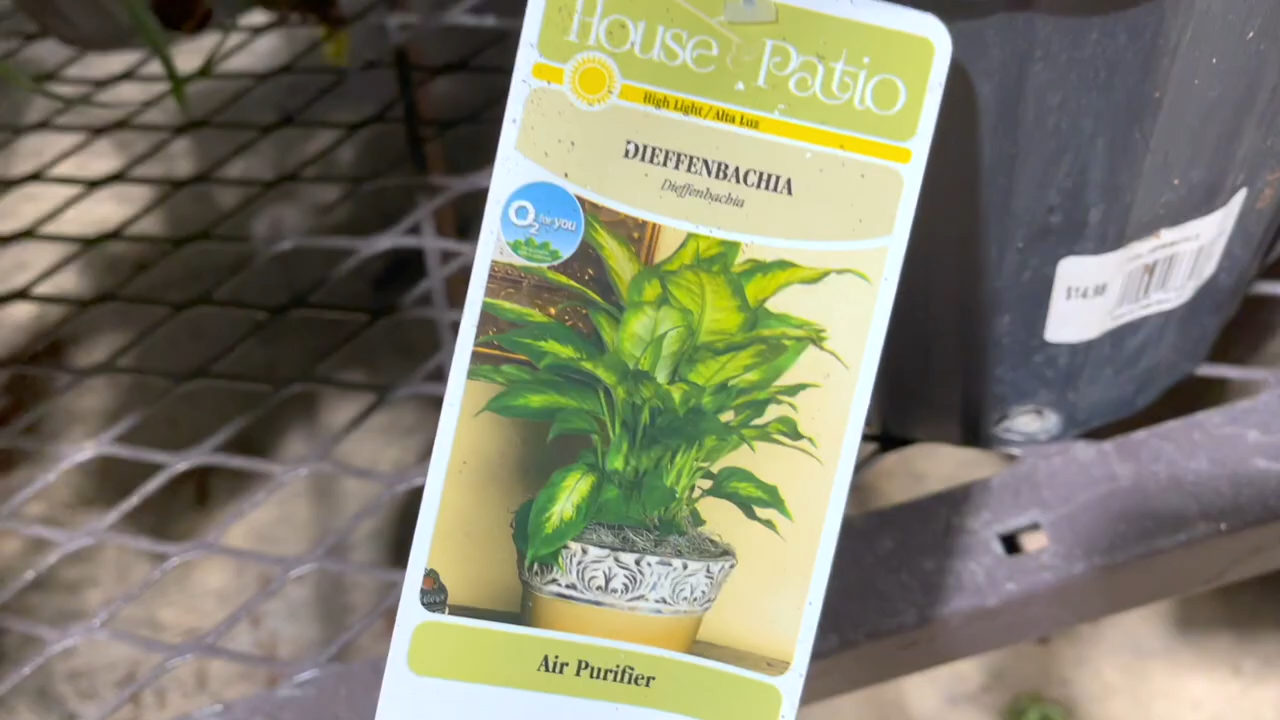 House Patio
High Light / Alta Luz
DIEFFENBACHIA
Dieffenbachia
O2 for you
$14.98
Air Purifier